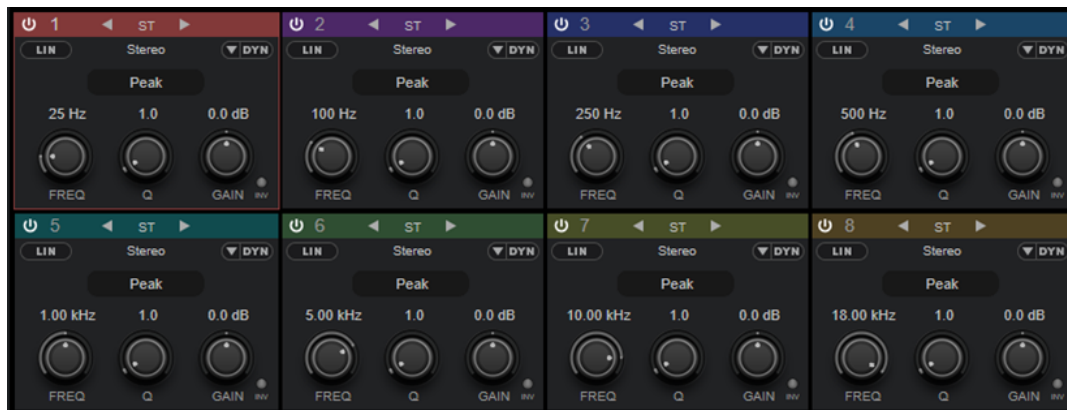 1 ST 2 ST 3 ST 4 ST
LIN Stereo DYN LIN Stereo DYN LIN Stereo DYN LIN Stereo DYN
Peak Peak Peak Peak
25 Hz 1.0 0.0 dB 100 Hz 1.0 0.0 dB 250 Hz 1.0 0.0 dB 500 Hz 1.0 0.0 dB
FREQ Q GAIN INV FREQ Q GAIN INV FREQ Q GAIN INV FREQ Q GAIN INV
5 ST 6 ST 7 ST 8 ST
LIN Stereo DYN LIN Stereo DYN LIN Stereo DYN LIN Stereo DYN
Peak Peak Peak Peak
1.00 kHz 1.0 0.0 dB 5.00 kHz 1.0 0.0 dB 10.00 kHz 1.0 0.0 dB 18.00 kHz 1.0 0.0 dB
FREQ Q GAIN INV FREQ Q GAIN INV FREQ Q GAIN INV FREQ Q GAIN INV